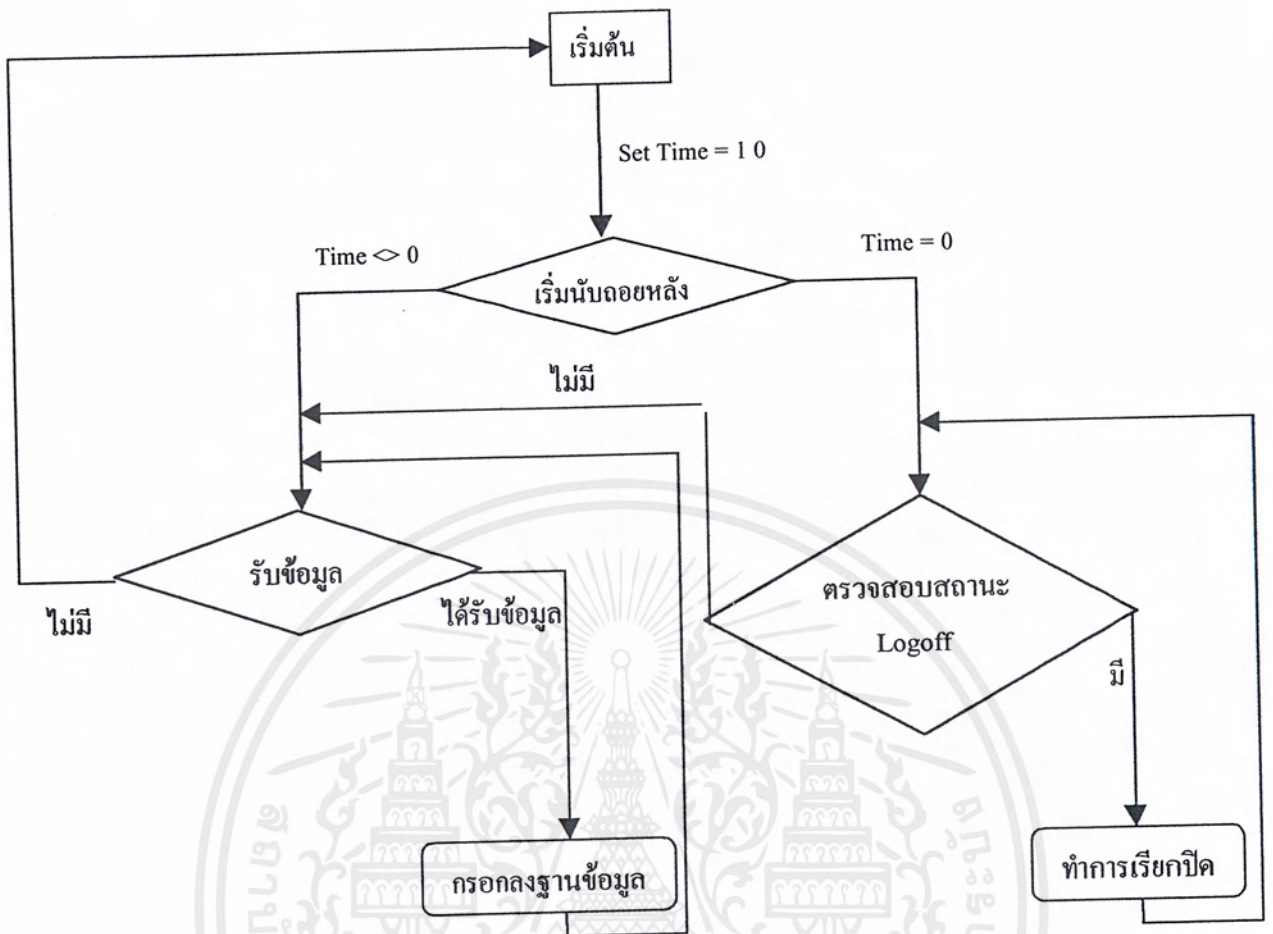 เริ่มต้น
Set Time = 1 0
Time <> 0
Time = 0
เริ่มนับถอยหลัง
ไม่มี
รับข้อมูล
ไม่มี
ได้รับข้อมูล
ตรวจสอบสถานะ
Logoff
มี
กรอกลงฐานข้อมูล
ทำการเรียกปิด